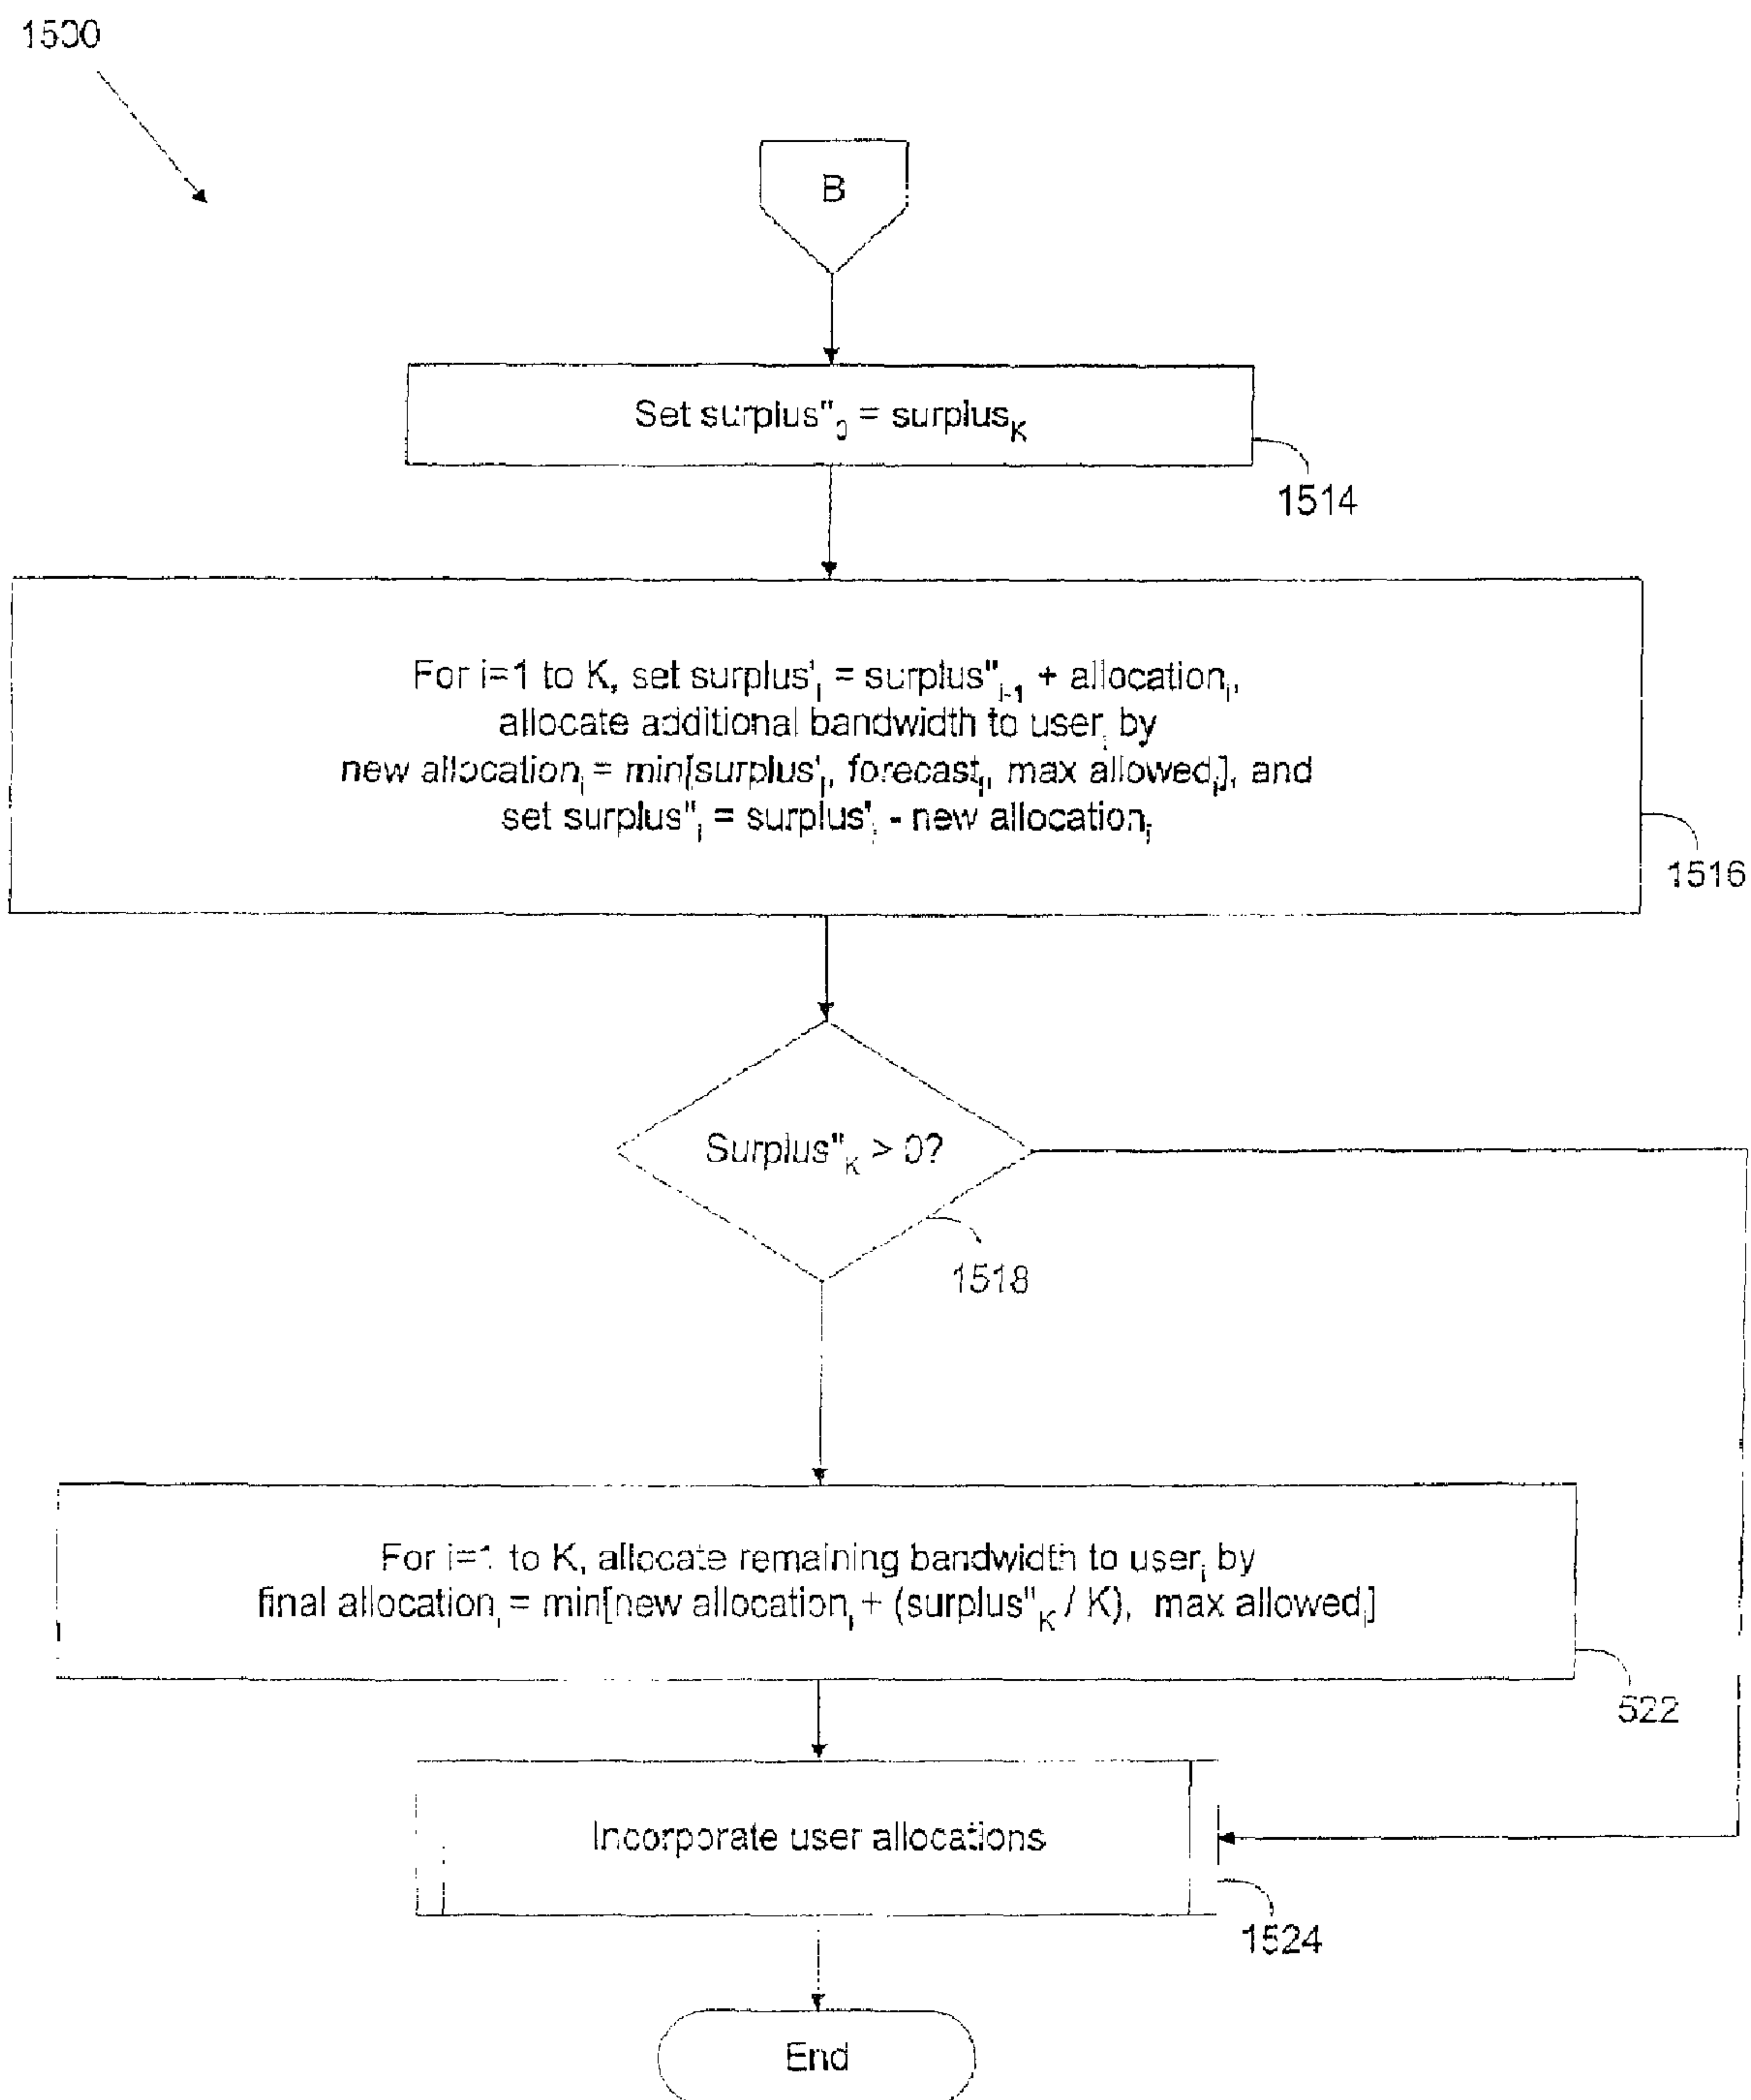 1500
B
Set surplus"₀ = surplusK
1514
For i=1 to K, set surplus'ᵢ = surplus"ᵢ₋₁ + allocationᵢ,
allocate additional bandwidth to userᵢ by
new allocationᵢ = min[surplus'ᵢ, forecastᵢ, max allowedᵢ], and
set surplus"ᵢ = surplus'ᵢ - new allocationᵢ
1516
Surplus"K > 0?
1518
For i=1 to K, allocate remaining bandwidth to userᵢ by
final allocationᵢ = min[new allocationᵢ + (surplus"K / K), max allowedᵢ]
522
Incorporate user allocations
1524
End